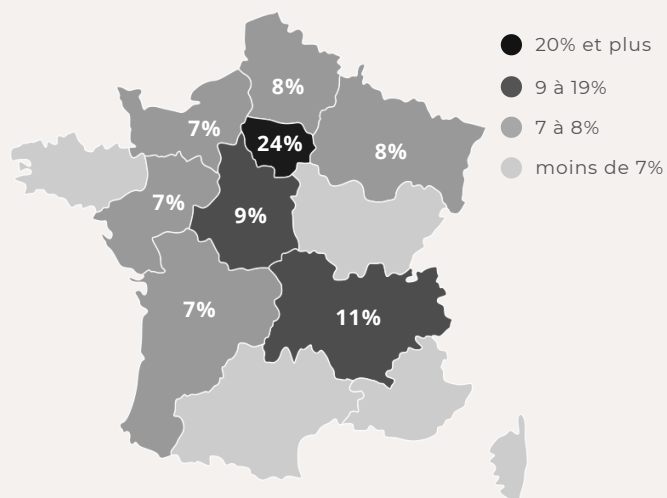 20% et plus
9 à 19%
7 à 8%
moins de 7%
8%
7%
24%
8%
7%
9%
7%
11%